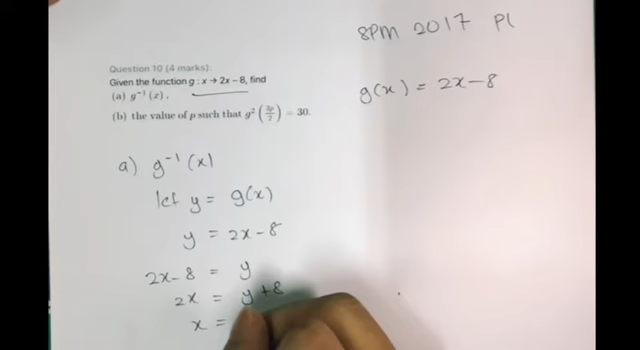 SPM 2017 P1
Question 10 (4 marks):
Given the function g : x → 2x – 8, find
(a) g⁻¹(x),
(b) the value of p such that g² (3p/2) = 30.
g(x) = 2x – 8
a) g⁻¹(x)
let y = g(x)
y = 2x – 8
2x – 8 = y
2x = y + 8
x =